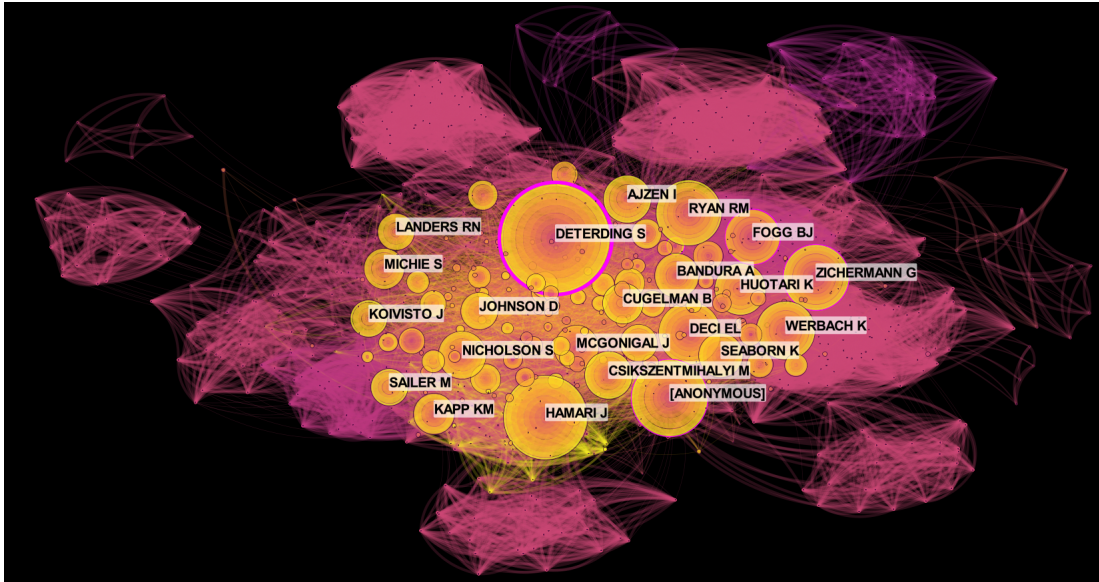 AJZEN I
RYAN RM
LANDERS RN
DETERDING S
FOGG BJ
MICHIE S
BANDURA A
ZICHERMANN G
HUOTARI K
CUGELMAN B
JOHNSON D
KOIVISTO J
DECI EL
WERBACH K
MCGONIGAL J
NICHOLSON S
SEABORN K
CSIKSZENTMIHALYI M
SAILER M
[ANONYMOUS]
KAPP KM
HAMARI J